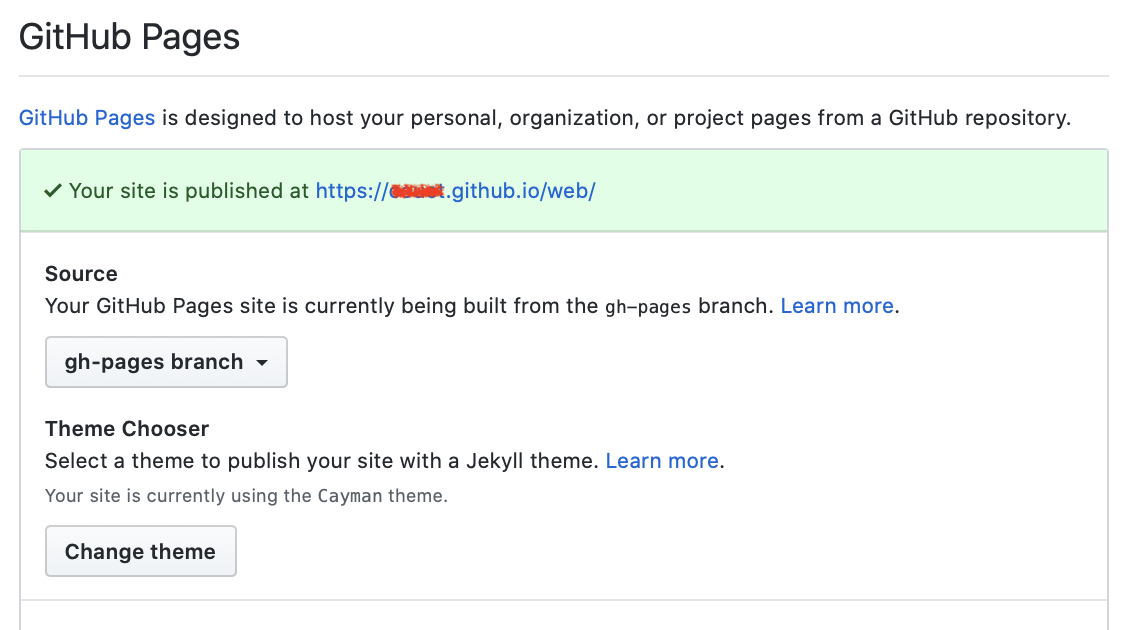 GitHub Pages
GitHub Pages is designed to host your personal, organization, or project pages from a GitHub repository.
Your site is published at https://.github.io/web/
Source
Your GitHub Pages site is currently being built from the gh-pages branch. Learn more.
gh-pages branch
Theme Chooser
Select a theme to publish your site with a Jekyll theme. Learn more.
Your site is currently using the Cayman theme.
Change theme